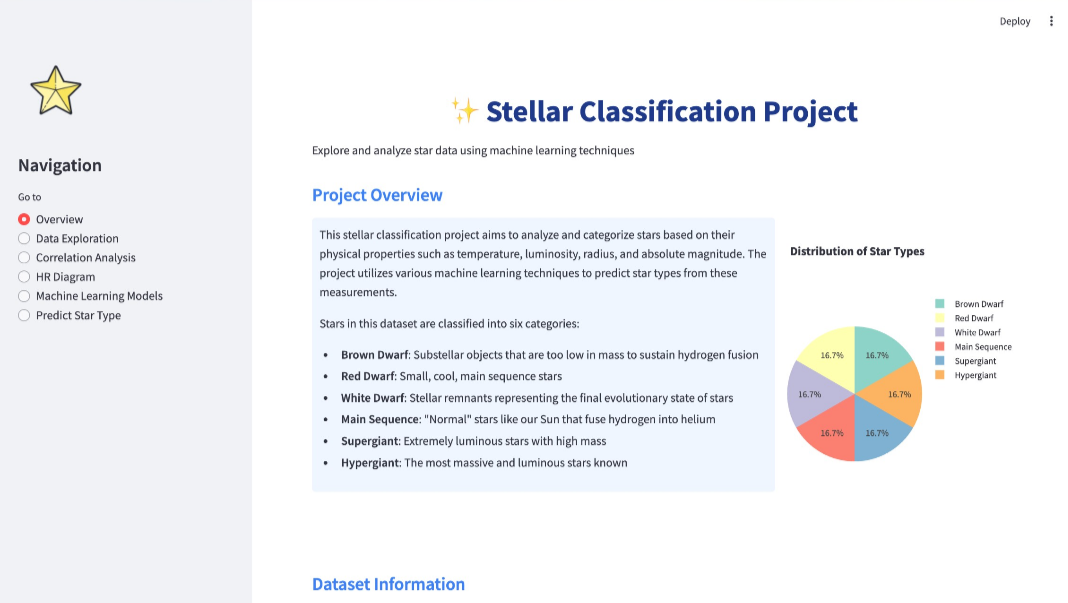 Deploy
Navigation
Go to
Overview
Data Exploration
Correlation Analysis
HR Diagram
Machine Learning Models
Predict Star Type
✨ Stellar Classification Project
Explore and analyze star data using machine learning techniques
Project Overview
This stellar classification project aims to analyze and categorize stars based on their
physical properties such as temperature, luminosity, radius, and absolute magnitude. The
project utilizes various machine learning techniques to predict star types from these
measurements.
Stars in this dataset are classified into six categories:
• Brown Dwarf: Substellar objects that are too low in mass to sustain hydrogen fusion
• Red Dwarf: Small, cool, main sequence stars
• White Dwarf: Stellar remnants representing the final evolutionary state of stars
• Main Sequence: "Normal" stars like our Sun that fuse hydrogen into helium
• Supergiant: Extremely luminous stars with high mass
• Hypergiant: The most massive and luminous stars known
Distribution of Star Types
Brown Dwarf
Red Dwarf
White Dwarf
Main Sequence
Supergiant
Hypergiant
16.7%
16.7%
16.7%
16.7%
16.7%
16.7%
Dataset Information